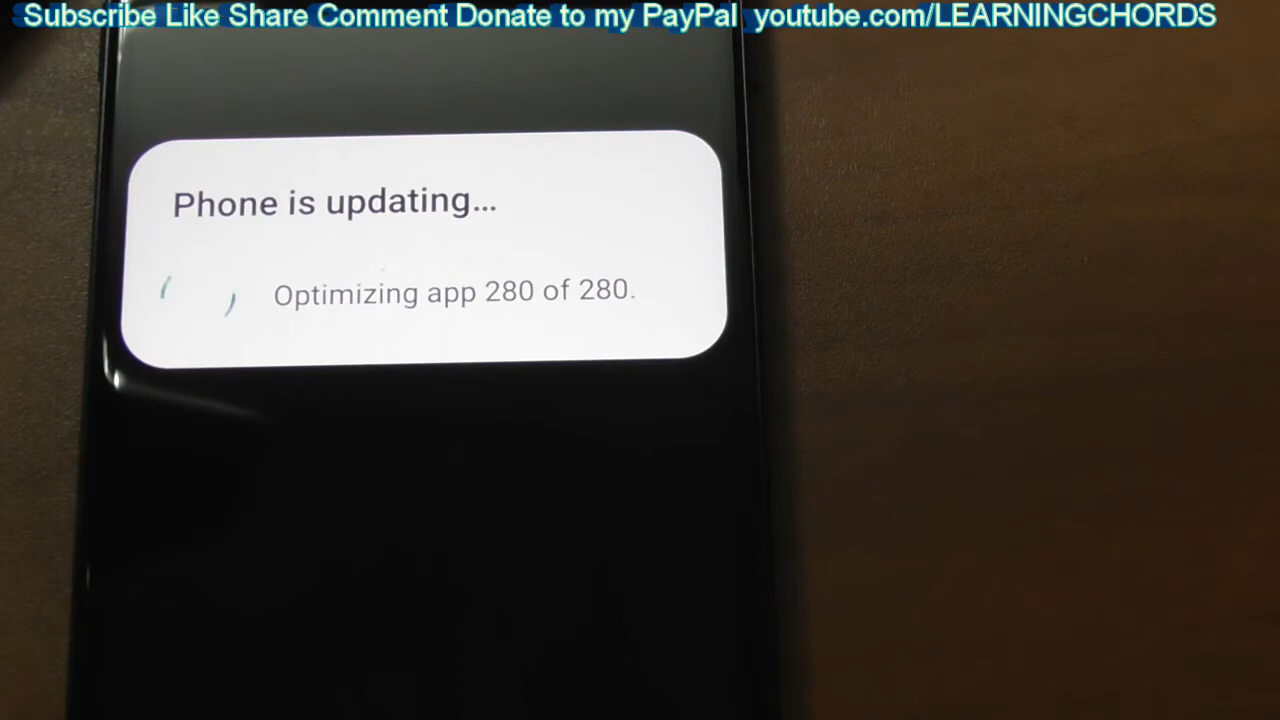 Subscribe Like Share Comment Donate to my PayPal youtube.com/LEARNINGCHORDS
Phone is updating...
Optimizing app 280 of 280.